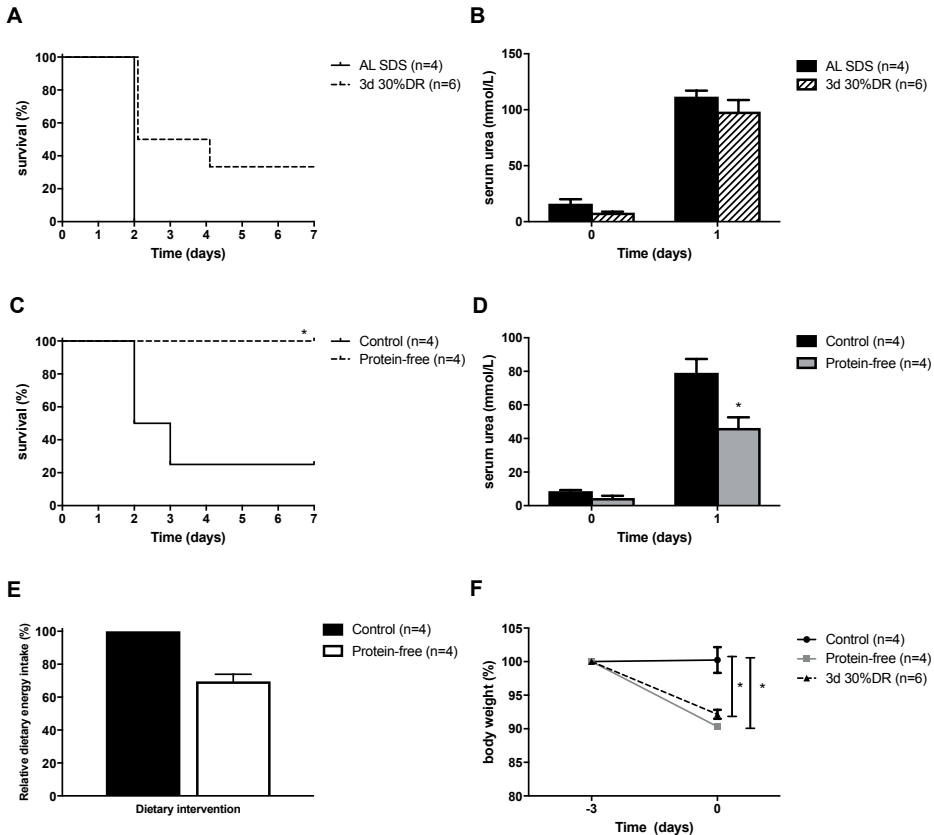 A
survival (%)
100
80
60
40
20
0
0 1 2 3 4 5 6 7
Time (days)
AL SDS (n=4)
3d 30%DR (n=6)
B
serum urea (mmol/L)
150
100
50
0
0 1
Time (days)
AL SDS (n=4)
3d 30%DR (n=6)
C
survival (%)
100
80
60
40
20
0
0 1 2 3 4 5 6 7
Time (days)
*
Control (n=4)
Protein-free (n=4)
D
serum urea (mmol/L)
80
60
40
20
0
*
0 1
Time (days)
Control (n=4)
Protein-free (n=4)
E
Relative dietary energy intake (%)
100
80
60
40
20
0
Dietary intervention
Control (n=4)
Protein-free (n=4)
F
body weight (%)
105
100
95
90
85
80
* *
-3 0
Time (days)
Control (n=4)
Protein-free (n=4)
3d 30%DR (n=6)